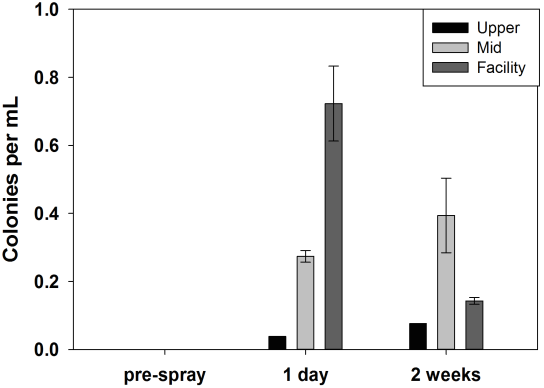 1.0
0.8
0.6
0.4
0.2
0.0
Colonies per mL
Upper
Mid
Facility
pre-spray 1 day 2 weeks